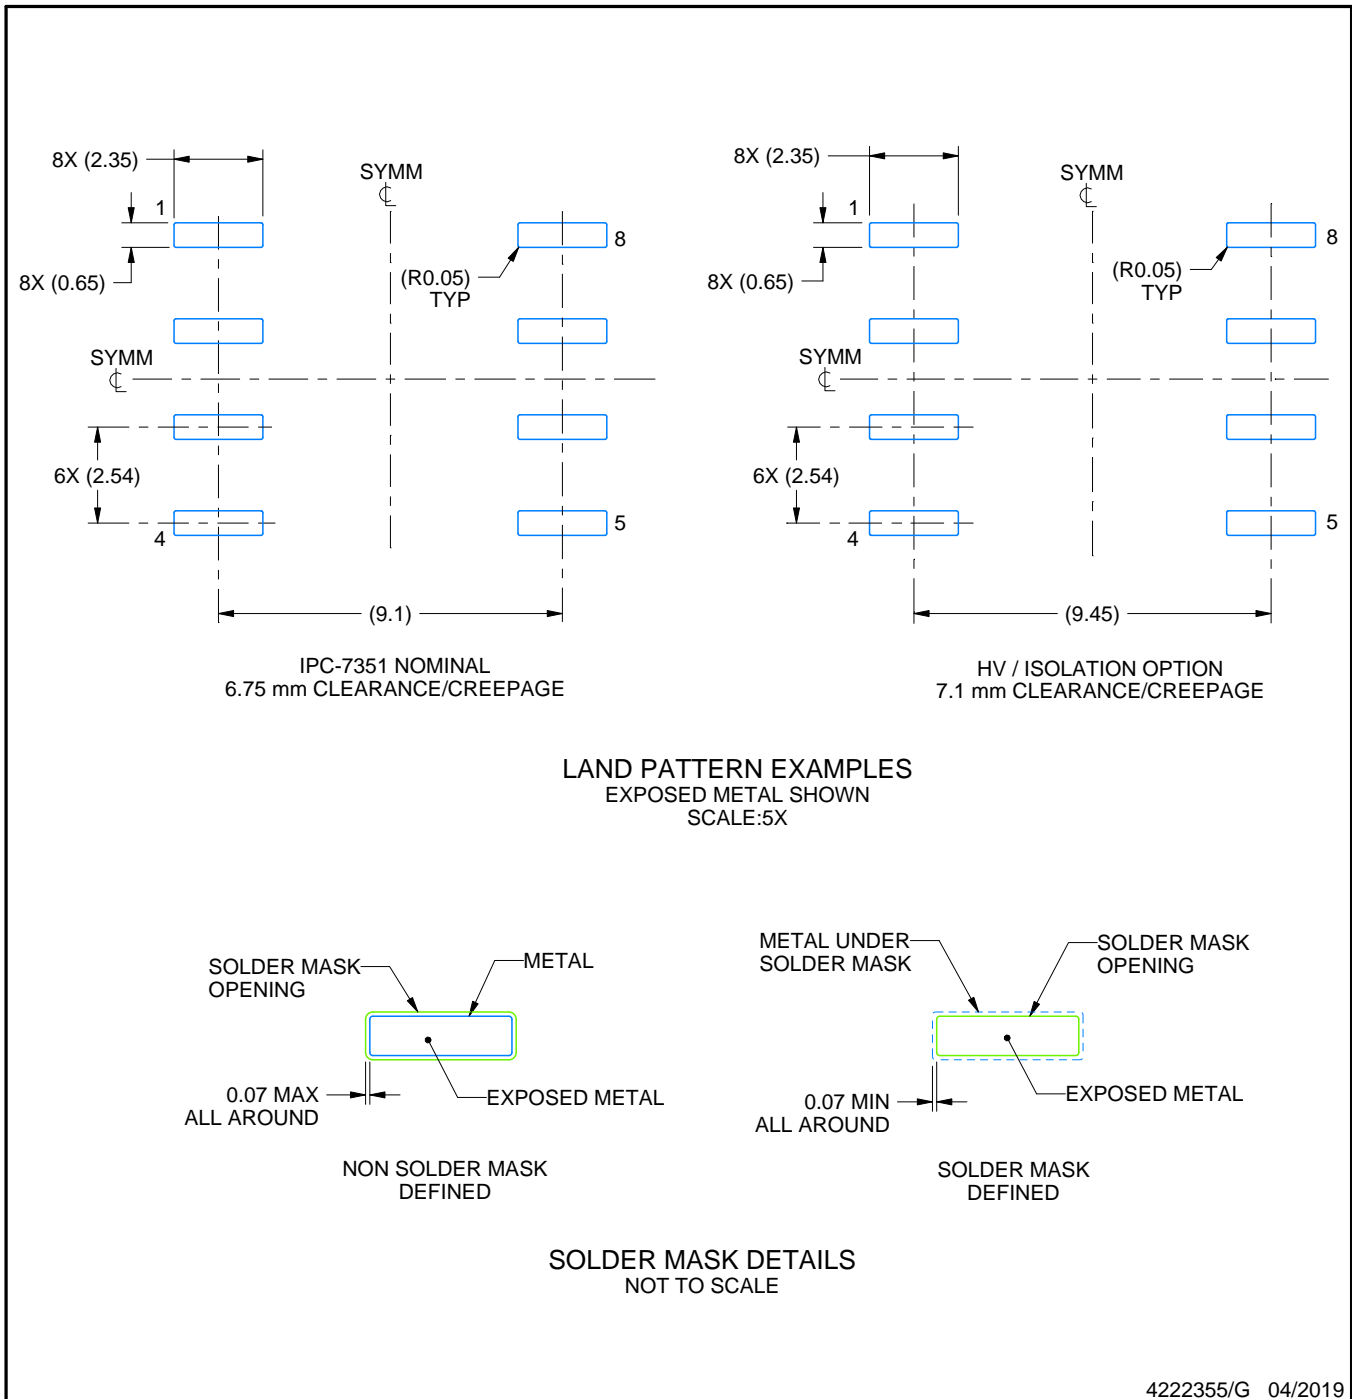 8X (2.35)
SYMM
℄
1
8
8X (0.65)
(R0.05)
TYP
SYMM
℄
6X (2.54)
4
5
(9.1)
IPC-7351 NOMINAL
6.75 mm CLEARANCE/CREEPAGE
8X (2.35)
SYMM
℄
1
8
8X (0.65)
(R0.05)
TYP
SYMM
℄
6X (2.54)
4
5
(9.45)
HV / ISOLATION OPTION
7.1 mm CLEARANCE/CREEPAGE
LAND PATTERN EXAMPLES
EXPOSED METAL SHOWN
SCALE:5X
SOLDER MASK
OPENING
METAL
0.07 MAX
ALL AROUND
EXPOSED METAL
NON SOLDER MASK
DEFINED
METAL UNDER
SOLDER MASK
SOLDER MASK
OPENING
0.07 MIN
ALL AROUND
EXPOSED METAL
SOLDER MASK
DEFINED
SOLDER MASK DETAILS
NOT TO SCALE
4222355/G 04/2019